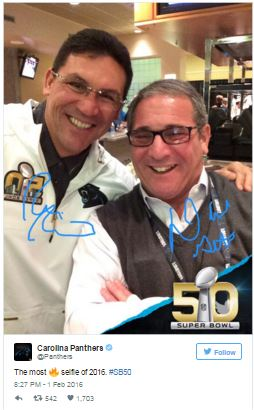 50
SUPER BOWL
Carolina Panthers
@Panthers
Follow
The most 🔥 selfie of 2016. #SB50
8:27 PM - 1 Feb 2016
542 1,703